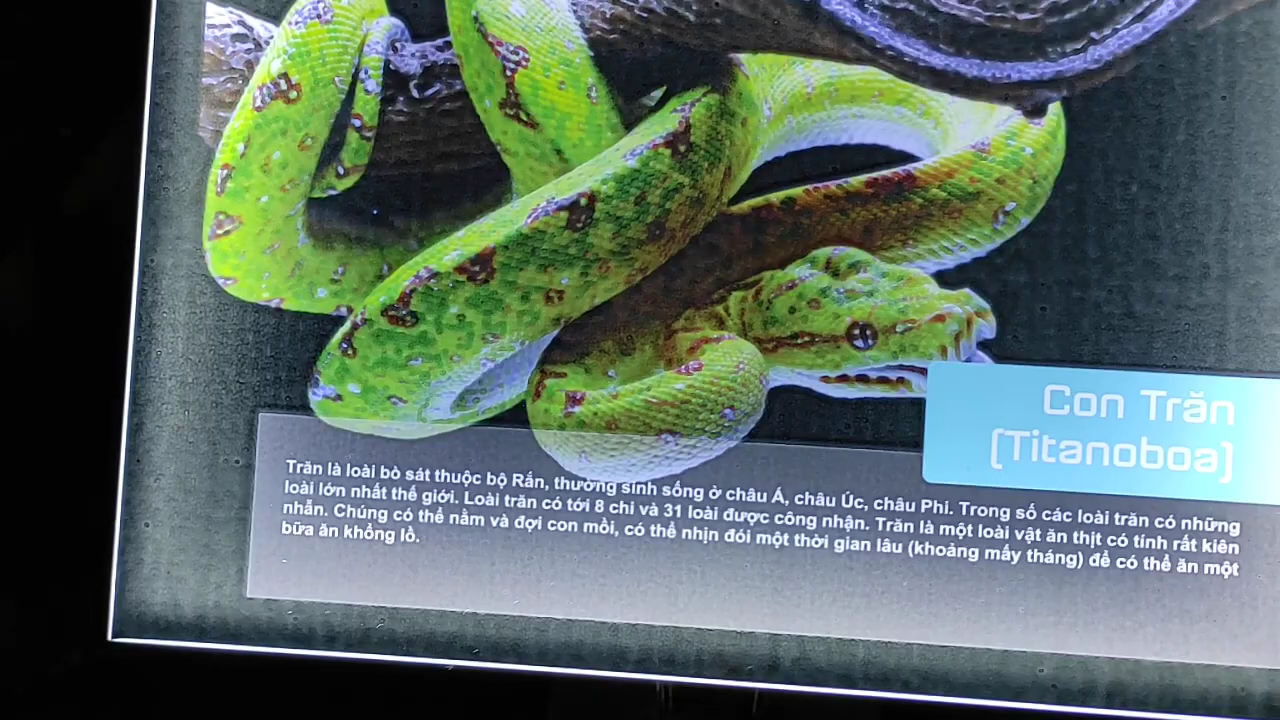 Con Trăn
(Titanoboa)
Trăn là loài bò sát thuộc bộ Rắn, thường sinh sống ở châu Á, châu Úc, châu Phi. Trong số các loài trăn có những
loài lớn nhất thế giới. Loài trăn có tới 8 chi và 31 loài được công nhận. Trăn là một loài vật ăn thịt có tính rất kiên
nhẫn. Chúng có thể nằm và đợi con mồi, có thể nhịn đói một thời gian lâu (khoảng mấy tháng) để có thể ăn một
bữa ăn khổng lồ.